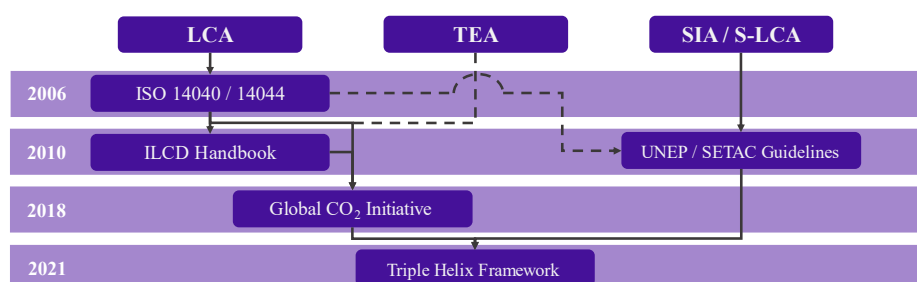 LCA
TEA
SIA / S-LCA
2006
ISO 14040 / 14044
2010
ILCD Handbook
UNEP / SETAC Guidelines
2018
Global CO₂ Initiative
2021
Triple Helix Framework